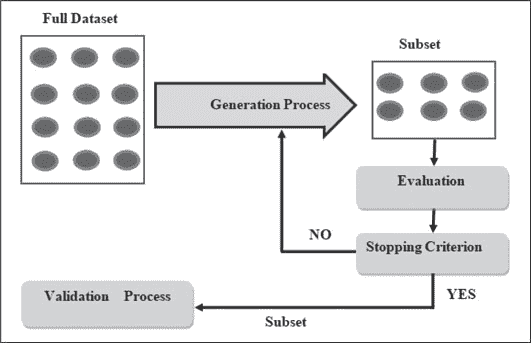 Full Dataset
Subset
Generation Process
Evaluation
NO
Stopping Criterion
YES
Validation Process
Subset